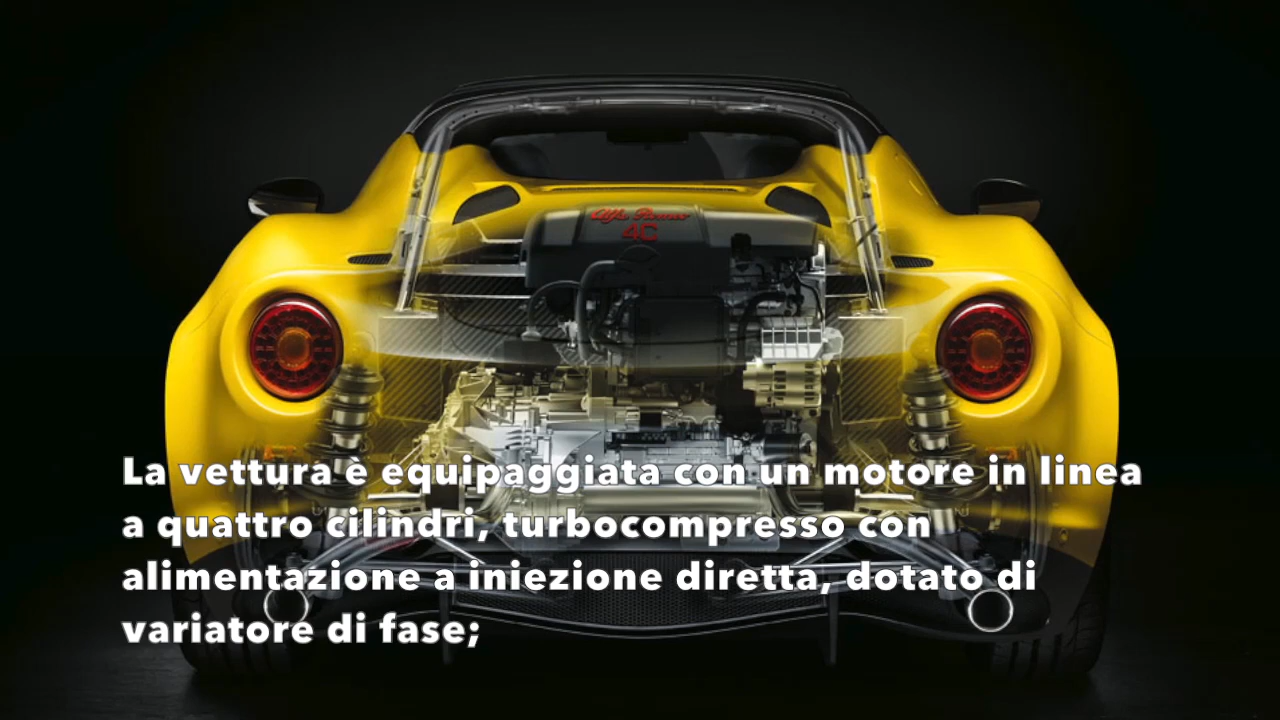 Alfa Romeo
4C
La vettura è equipaggiata con un motore in linea
a quattro cilindri, turbocompresso con
alimentazione a iniezione diretta, dotato di
variatore di fase;